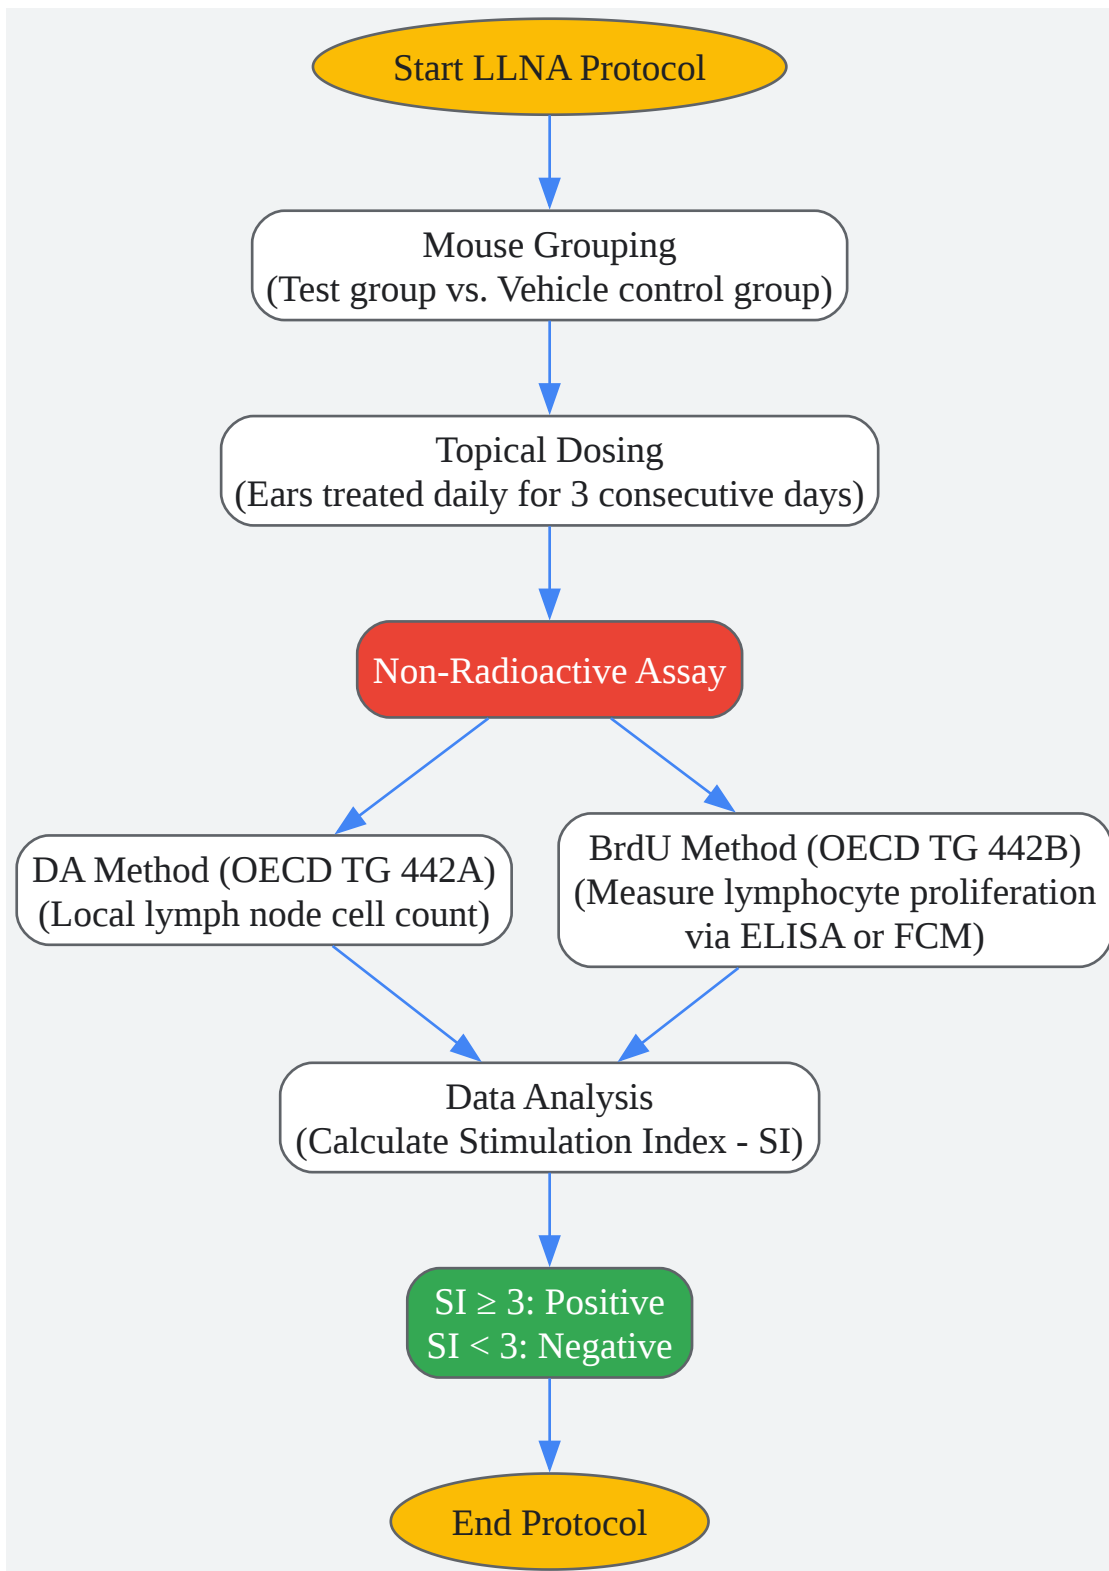 Start LLNA Protocol
Mouse Grouping
(Test group vs. Vehicle control group)
Topical Dosing
(Ears treated daily for 3 consecutive days)
Non-Radioactive Assay
DA Method (OECD TG 442A)
(Local lymph node cell count)
BrdU Method (OECD TG 442B)
(Measure lymphocyte proliferation
via ELISA or FCM)
Data Analysis
(Calculate Stimulation Index - SI)
SI ≥ 3: Positive
SI < 3: Negative
End Protocol